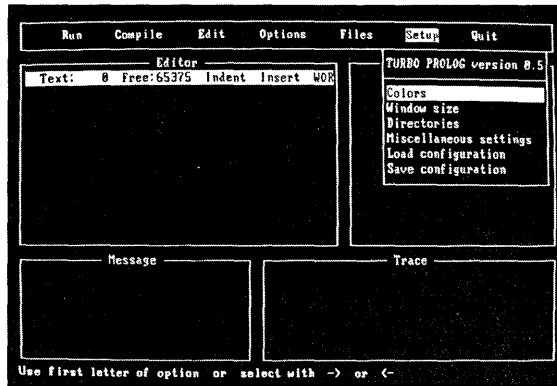 Run Compile Edit Options Files Setup Quit
Editor
Text: 0 Free:65375 Indent Insert WOR
TURBO PROLOG version 0.5
Colors
Window size
Directories
Miscellaneous settings
Load configuration
Save configuration
Message
Trace
Use first letter of option or select with -> or <-